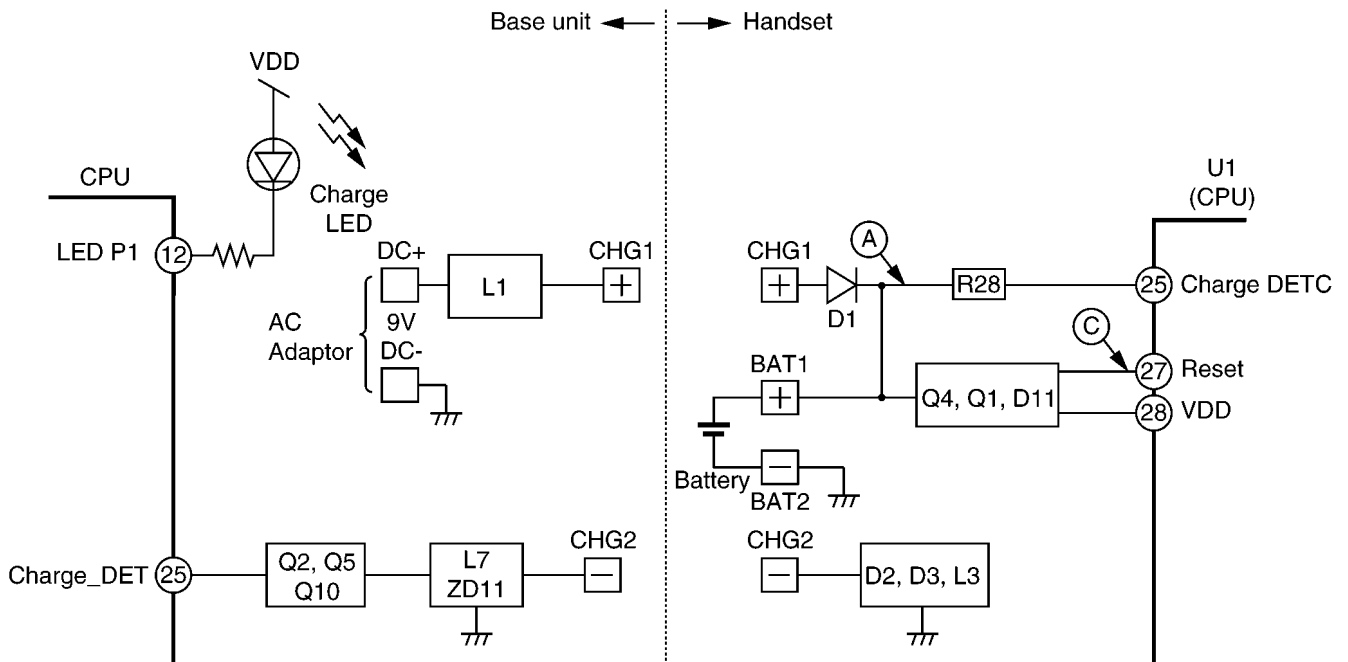 Base unit
Handset
VDD
CPU
Charge
LED
LED P1
12
DC+
L1
CHG1
+
AC
Adaptor
9V
DC-
U1
(CPU)
CHG1
+
D1
A
R28
25
Charge DETC
C
BAT1
+
Q4, Q1, D11
27
Reset
28
VDD
Battery
−
BAT2
Charge_DET
25
Q2, Q5
Q10
L7
ZD11
CHG2
−
CHG2
−
D2, D3, L3